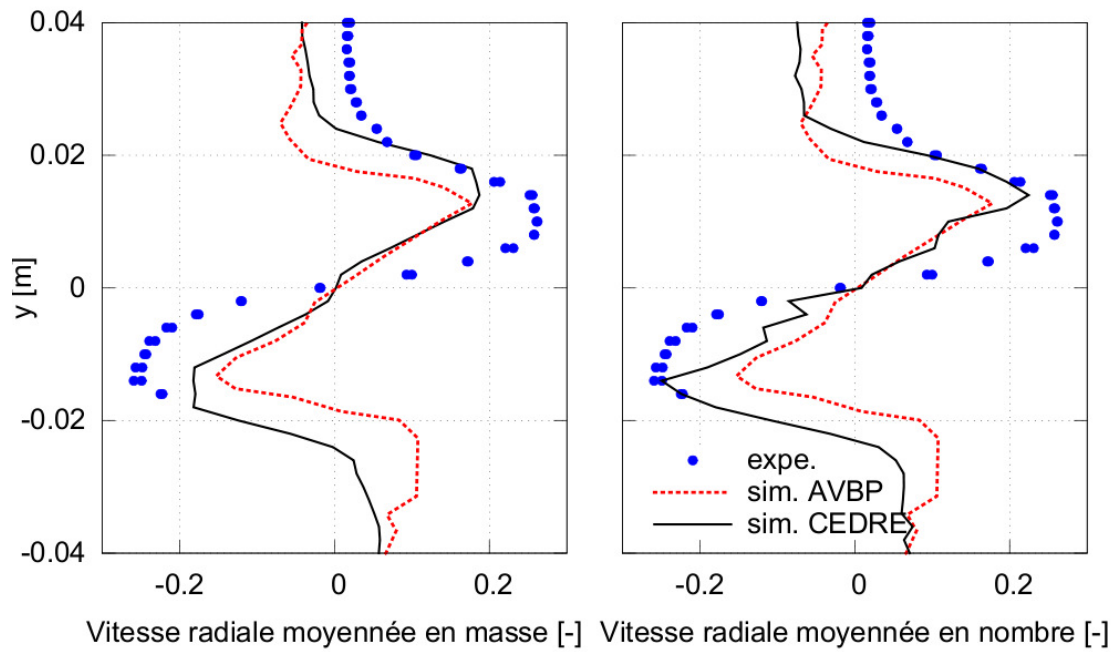 0.04
0.02
0
-0.02
-0.04
y [m]
-0.2 0 0.2
Vitesse radiale moyennée en masse [-]
expe.
sim. AVBP
sim. CEDRE
-0.2 0 0.2
Vitesse radiale moyennée en nombre [-]